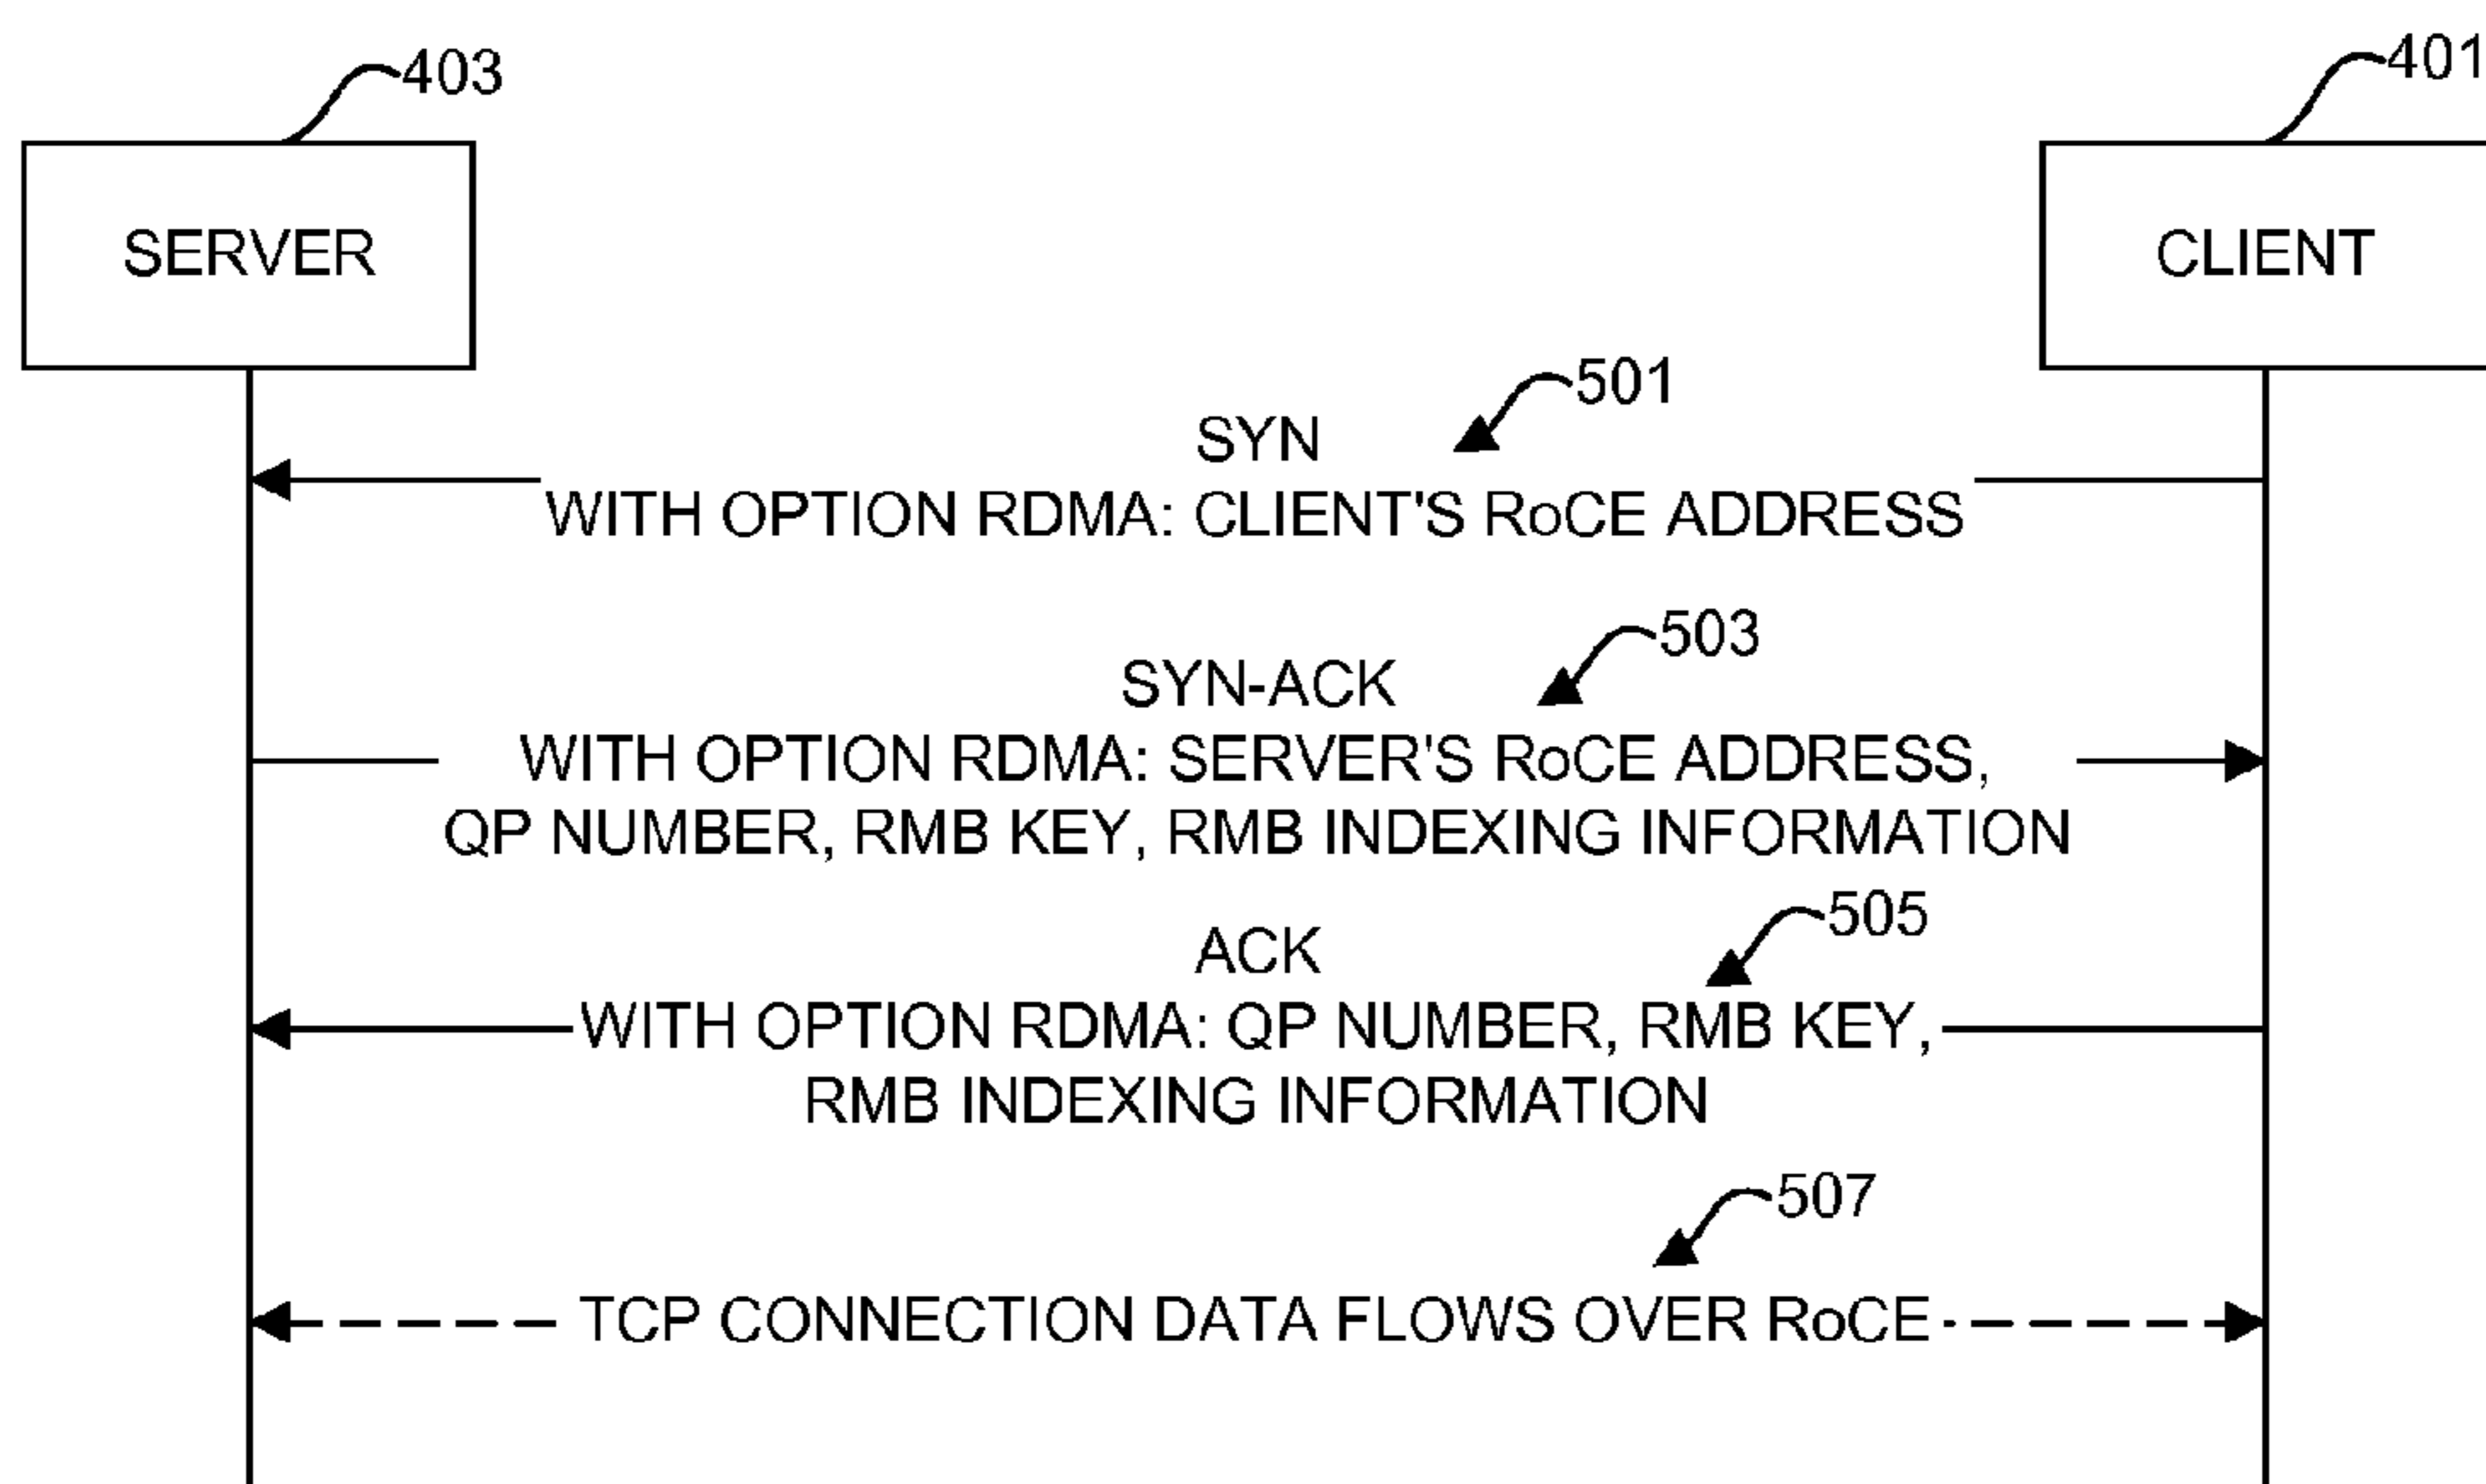 403
401
SERVER
CLIENT
501
SYN
WITH OPTION RDMA: CLIENT'S RoCE ADDRESS
503
SYN-ACK
WITH OPTION RDMA: SERVER'S RoCE ADDRESS,
QP NUMBER, RMB KEY, RMB INDEXING INFORMATION
505
ACK
WITH OPTION RDMA: QP NUMBER, RMB KEY,
RMB INDEXING INFORMATION
507
TCP CONNECTION DATA FLOWS OVER RoCE